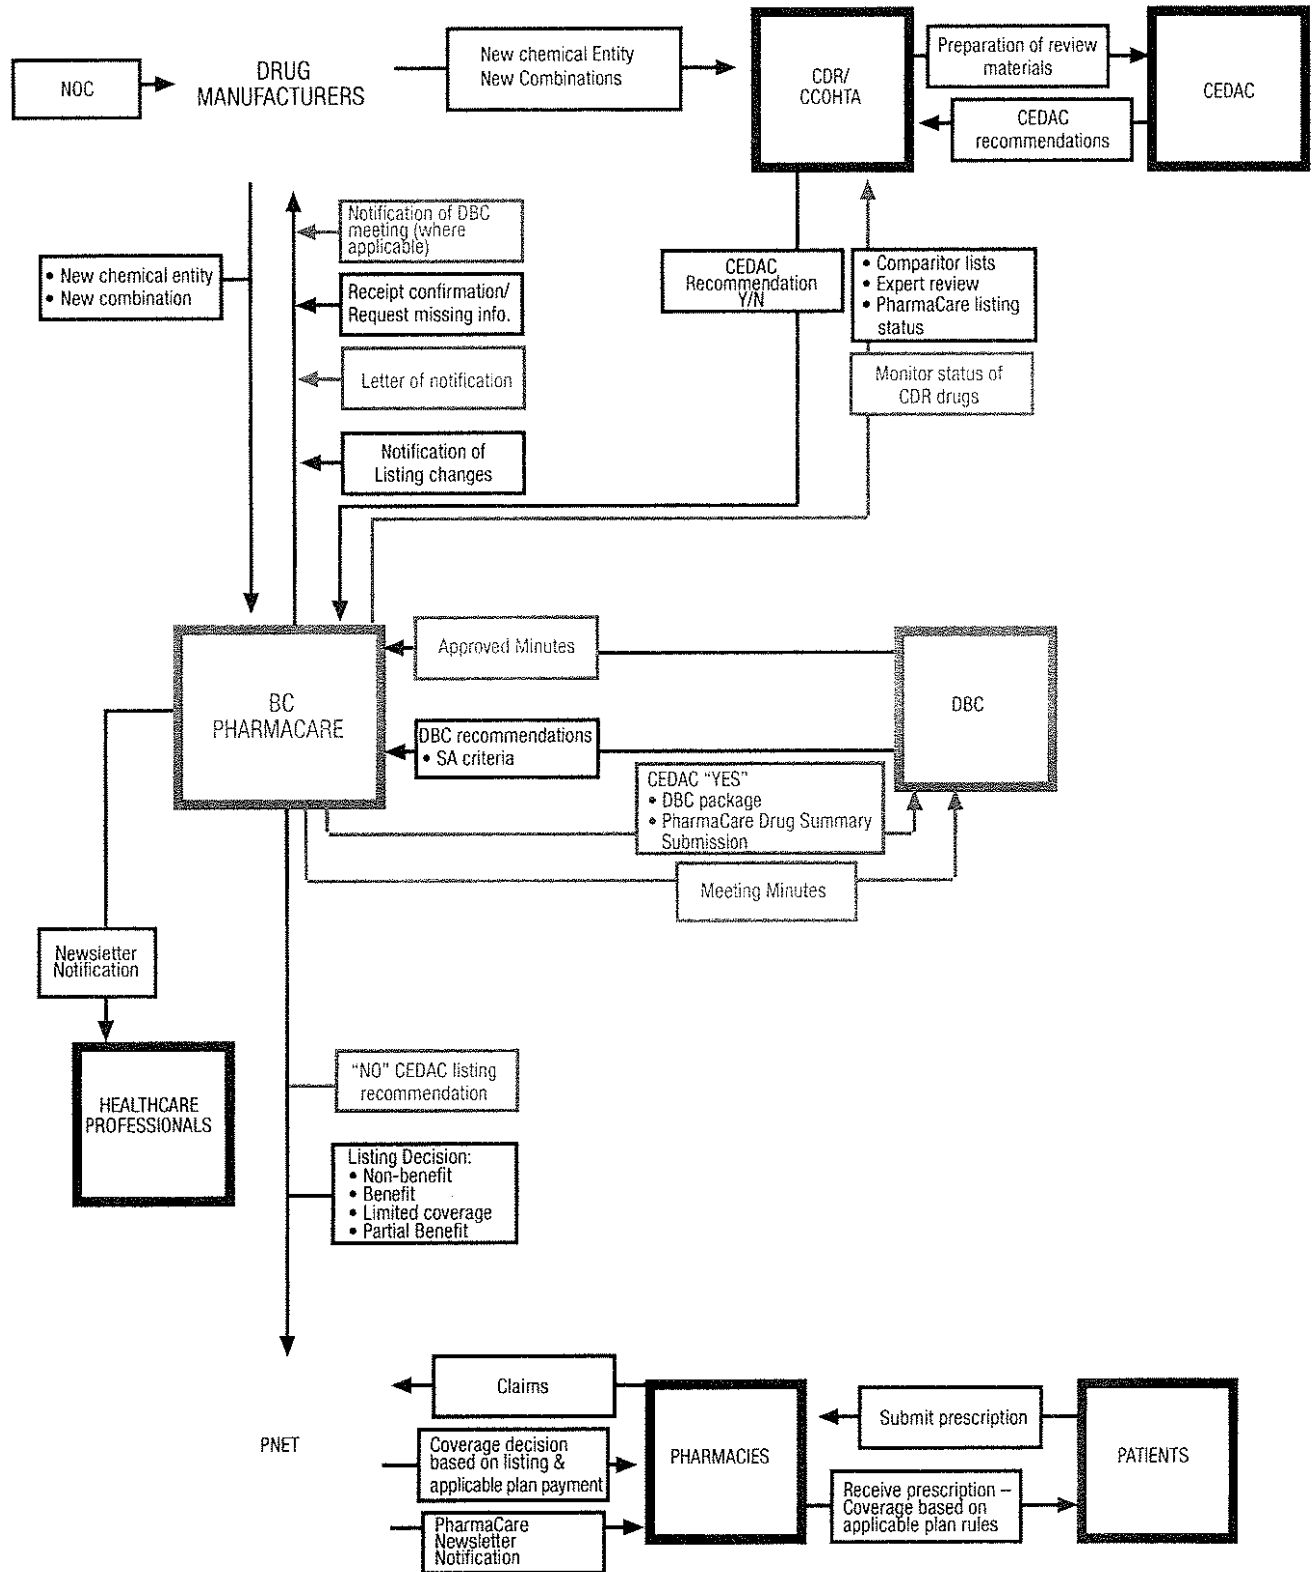 NOC
DRUG
MANUFACTURERS
New chemical Entity
New Combinations
CDR/
CCOHTA
Preparation of review
materials
CEDAC
recommendations
CEDAC
• New chemical entity
• New combination
Notification of DBC
meeting (where
applicable)
Receipt confirmation/
Request missing info.
Letter of notification
Notification of
Listing changes
CEDAC
Recommendation
Y/N
• Comparitor lists
• Expert review
• PharmaCare listing
status
Monitor status of
CDR drugs
BC
PHARMACARE
Approved Minutes
DBC recommendations
• SA criteria
CEDAC "YES"
• DBC package
• PharmaCare Drug Summary
Submission
Meeting Minutes
DBC
Newsletter
Notification
HEALTHCARE
PROFESSIONALS
"NO" CEDAC listing
recommendation
Listing Decision:
• Non-benefit
• Benefit
• Limited coverage
• Partial Benefit
PNET
Claims
Coverage decision
based on listing &
applicable plan payment
PharmaCare
Newsletter
Notification
PHARMACIES
Submit prescription
Receive prescription –
Coverage based on
applicable plan rules
PATIENTS